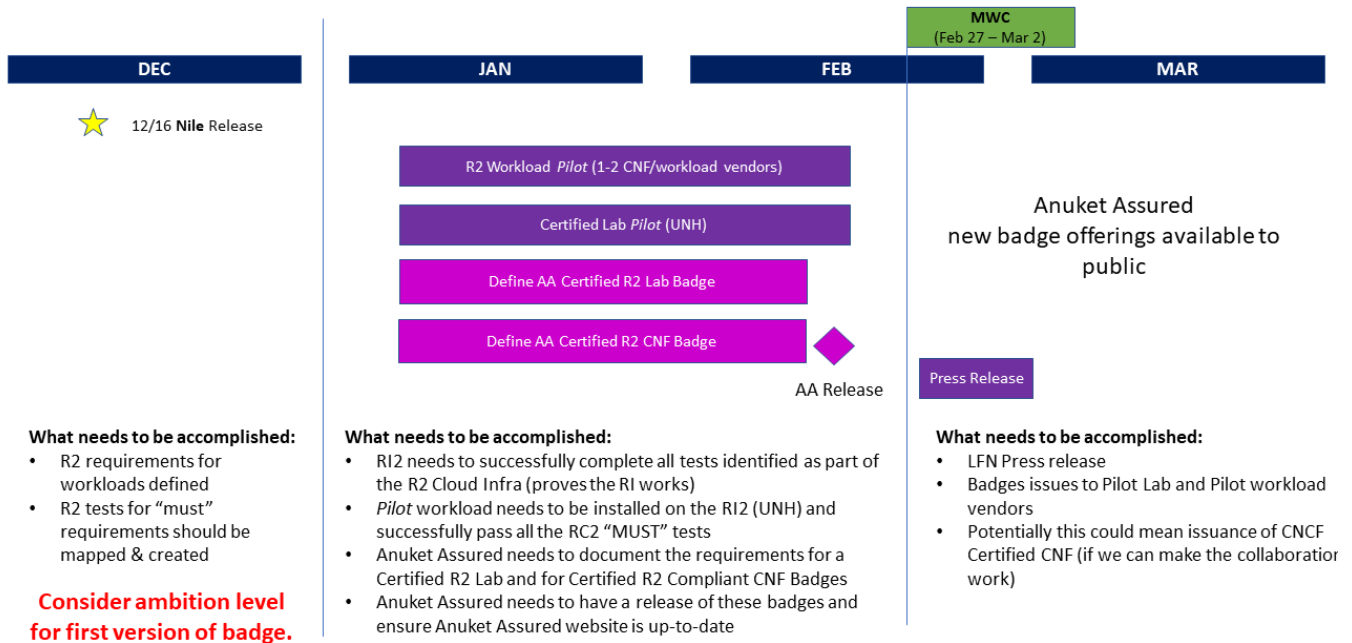 MWC
(Feb 27 – Mar 2)
DEC
JAN
FEB
MAR
12/16 Nile Release
R2 Workload Pilot (1-2 CNF/workload vendors)
Certified Lab Pilot (UNH)
Define AA Certified R2 Lab Badge
Define AA Certified R2 CNF Badge
AA Release
Anuket Assured
new badge offerings available to
public
Press Release
What needs to be accomplished:
• R2 requirements for
workloads defined
• R2 tests for “must”
requirements should be
mapped & created
Consider ambition level
for first version of badge.
What needs to be accomplished:
• RI2 needs to successfully complete all tests identified as part of
the R2 Cloud Infra (proves the RI works)
• Pilot workload needs to be installed on the RI2 (UNH) and
successfully pass all the RC2 “MUST” tests
• Anuket Assured needs to document the requirements for a
Certified R2 Lab and for Certified R2 Compliant CNF Badges
• Anuket Assured needs to have a release of these badges and
ensure Anuket Assured website is up-to-date
What needs to be accomplished:
• LFN Press release
• Badges issues to Pilot Lab and Pilot workload
vendors
• Potentially this could mean issuance of CNCF
Certified CNF (if we can make the collaboration
work)